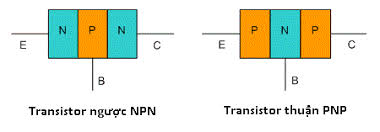 N P N
E C
B
Transistor ngược NPN
P N P
E C
B
Transistor thuận PNP